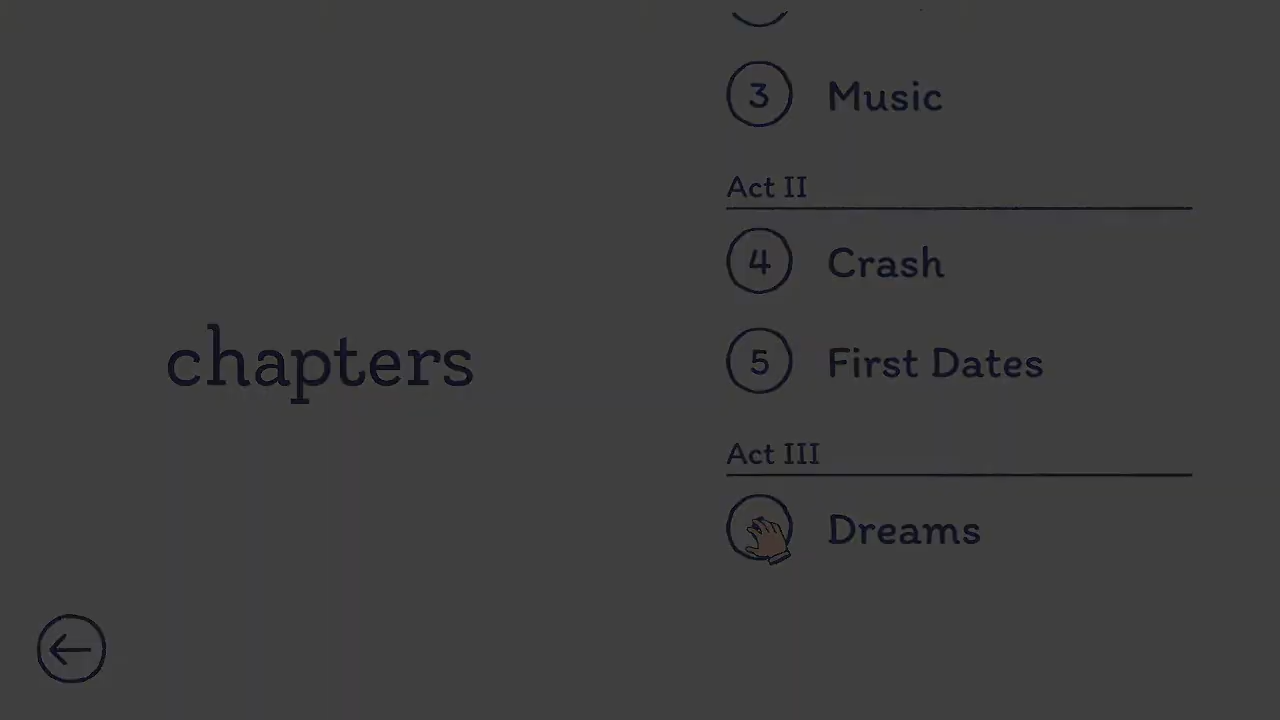 chapters
3 Music
Act II
4 Crash
5 First Dates
Act III
Dreams